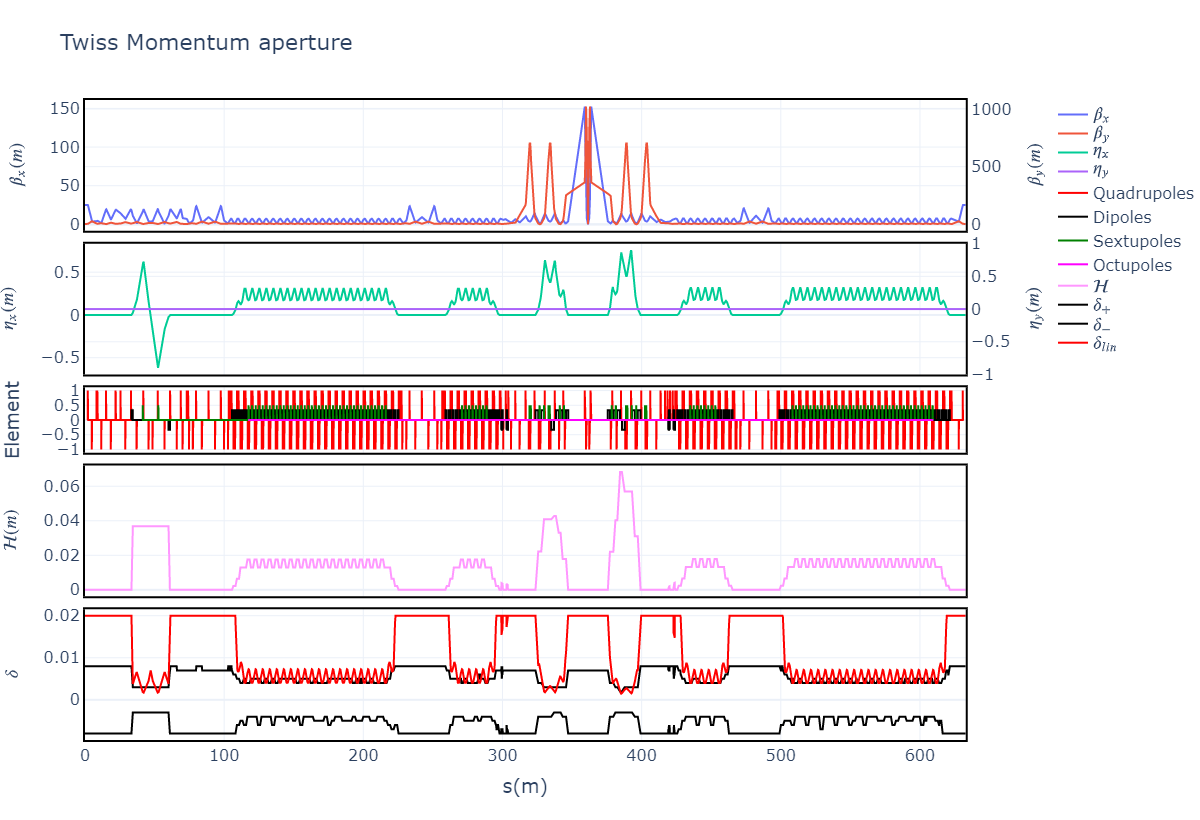 Twiss Momentum aperture
150
100
50
0
βx(m)
1000
500
0
βy(m)
0.5
0
−0.5
ηx(m)
1
0.5
0
−0.5
−1
ηy(m)
1
0.5
0
−0.5
−1
Element
0.06
0.04
0.02
0
ℋ(m)
0.02
0.01
0
δ
0 100 200 300 400 500 600
s(m)
βx
βy
ηx
ηy
Quadrupoles
Dipoles
Sextupoles
Octupoles
ℋ
δ+
δ−
δlin